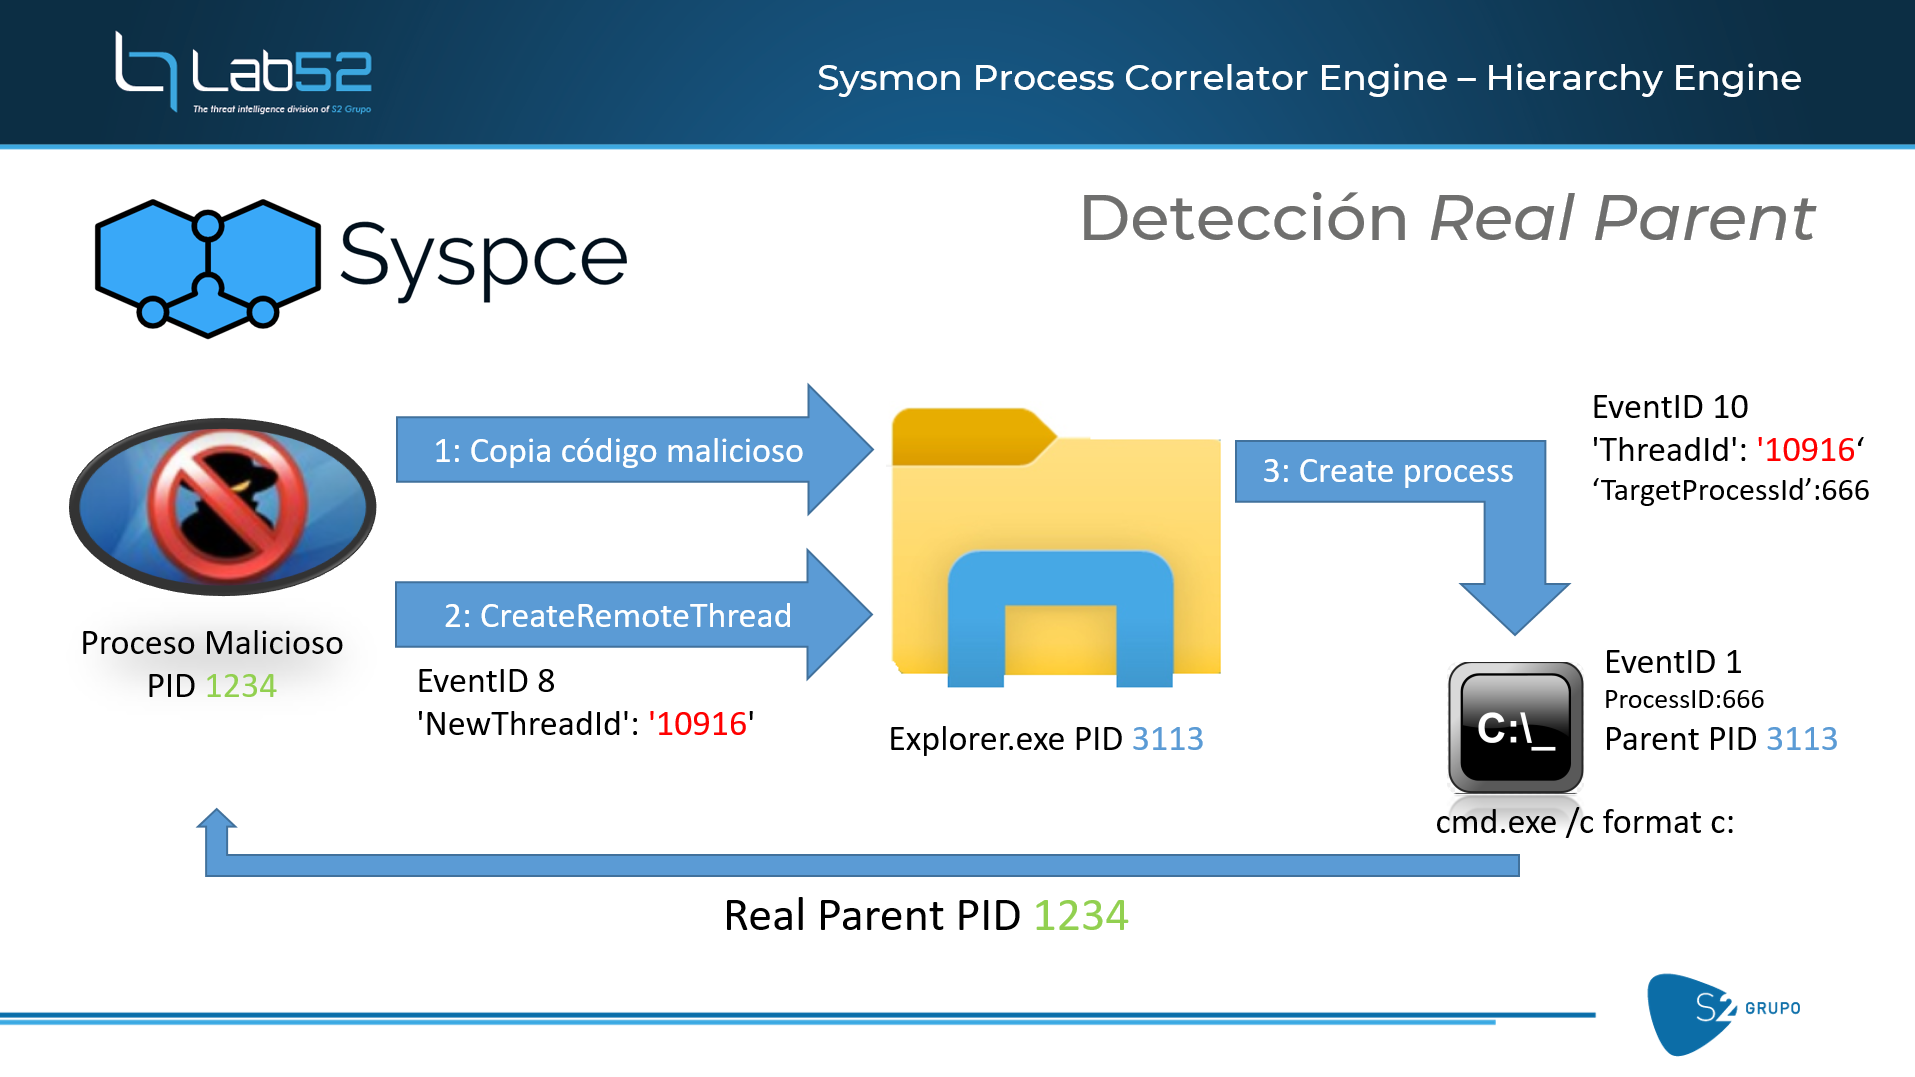 Lab52
The threat intelligence division of S2 Grupo
Sysmon Process Correlator Engine – Hierarchy Engine
Detección Real Parent
Syspce
1: Copia código malicioso
2: CreateRemoteThread
EventID 8
'NewThreadId': '10916'
Proceso Malicioso
PID 1234
Explorer.exe PID 3113
3: Create process
EventID 10
'ThreadId': '10916‘
‘TargetProcessId’:666
C:\_
EventID 1
ProcessID:666
Parent PID 3113
cmd.exe /c format c:
Real Parent PID 1234
S2 GRUPO